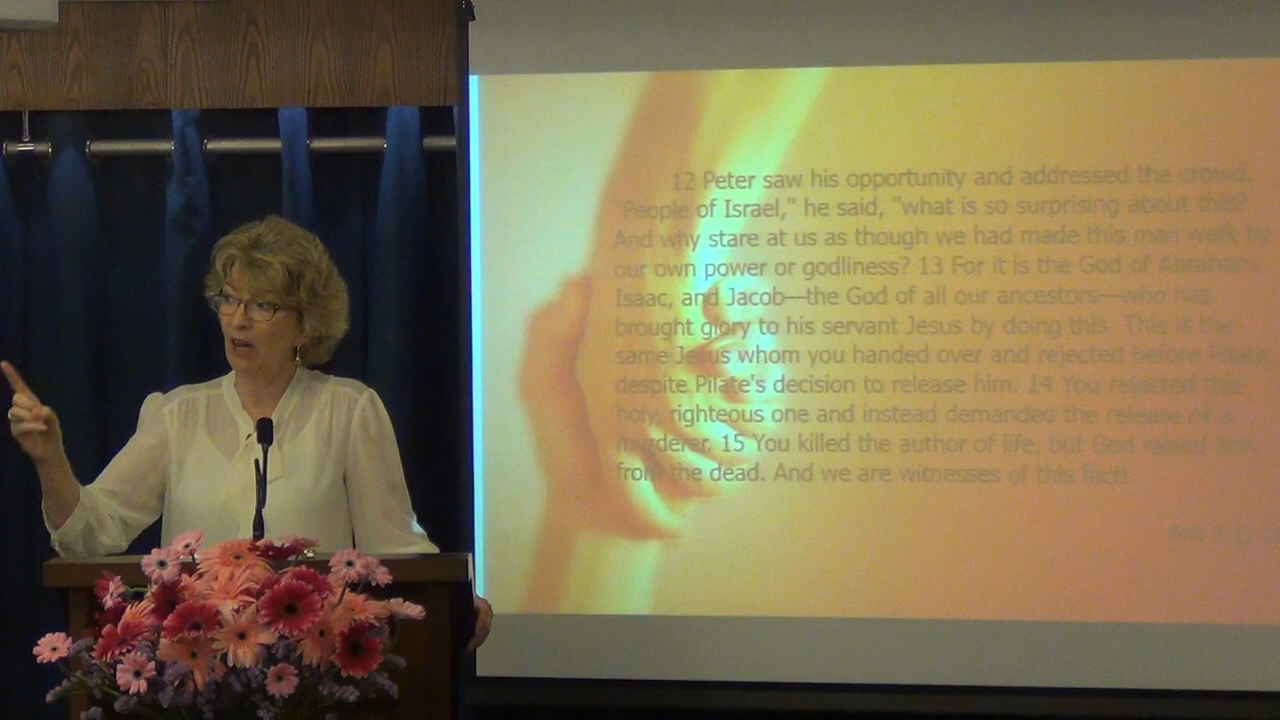 12 Peter saw his opportunity and addressed the crowd.
"People of Israel," he said, "what is so surprising about this?
And why stare at us as though we had made this man walk by
our own power or godliness? 13 For it is the God of Abraham,
Isaac, and Jacob—the God of all our ancestors—who has
brought glory to his servant Jesus by doing this. This is the
same Jesus whom you handed over and rejected before Pilate,
despite Pilate's decision to release him. 14 You rejected this
holy, righteous one and instead demanded the release of a
murderer. 15 You killed the author of life, but God raised him
from the dead. And we are witnesses of this fact!